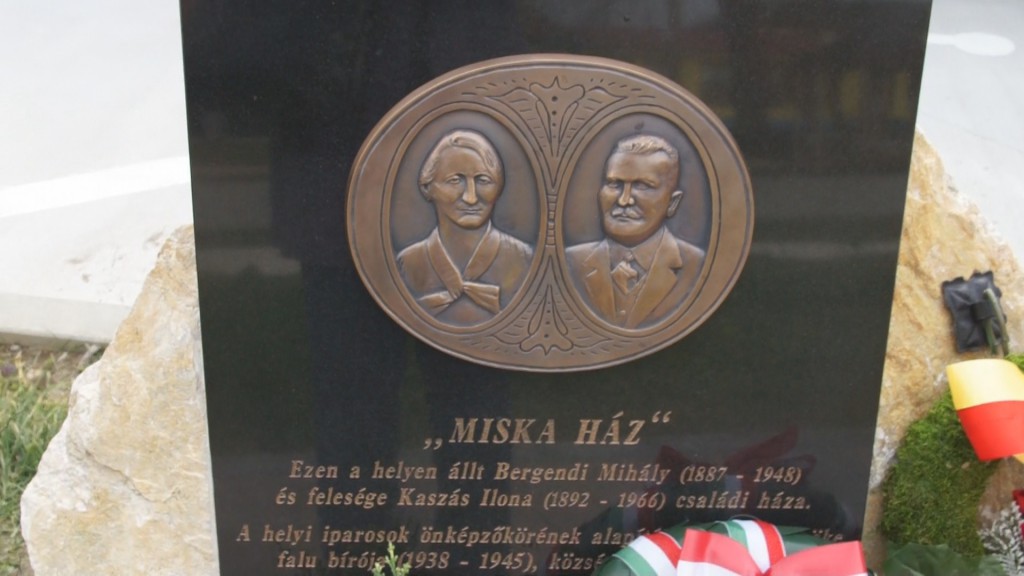 „MISKA HÁZ“
Ezen a helyen állt Bergendi Mihály (1887 - 1948)
és felesége Kaszás Ilona (1892 - 1966) családi háza.
A helyi iparosok önképzőkörének
falu bírója (1938 - 1945),